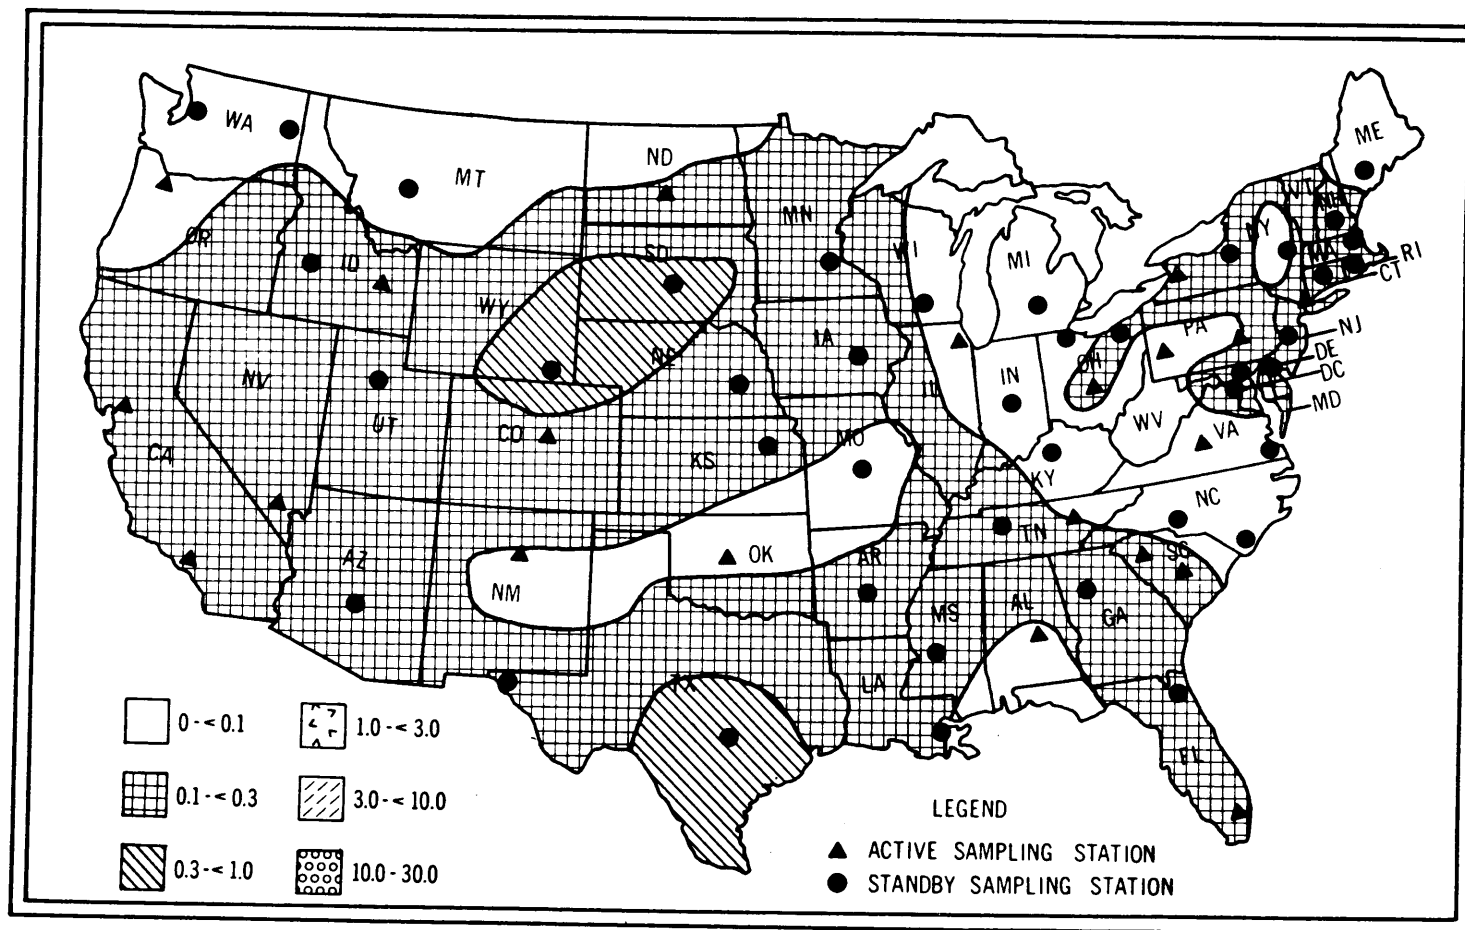 WA
MT
ND
MN
ME
VT
NH
OR
ID
SD
WI
MI
NY
MA
RI
CT
WY
IA
PA
NJ
NV
UT
IL
IN
OH
DE
DC
MD
CA
CO
KS
MO
KY
WV
VA
AZ
NM
OK
AR
TN
NC
SC
MS
AL
GA
TX
LA
FL
0 - < 0.1
1.0 - < 3.0
0.1 - < 0.3
3.0 - < 10.0
0.3 - < 1.0
10.0 - 30.0
LEGEND
ACTIVE SAMPLING STATION
STANDBY SAMPLING STATION